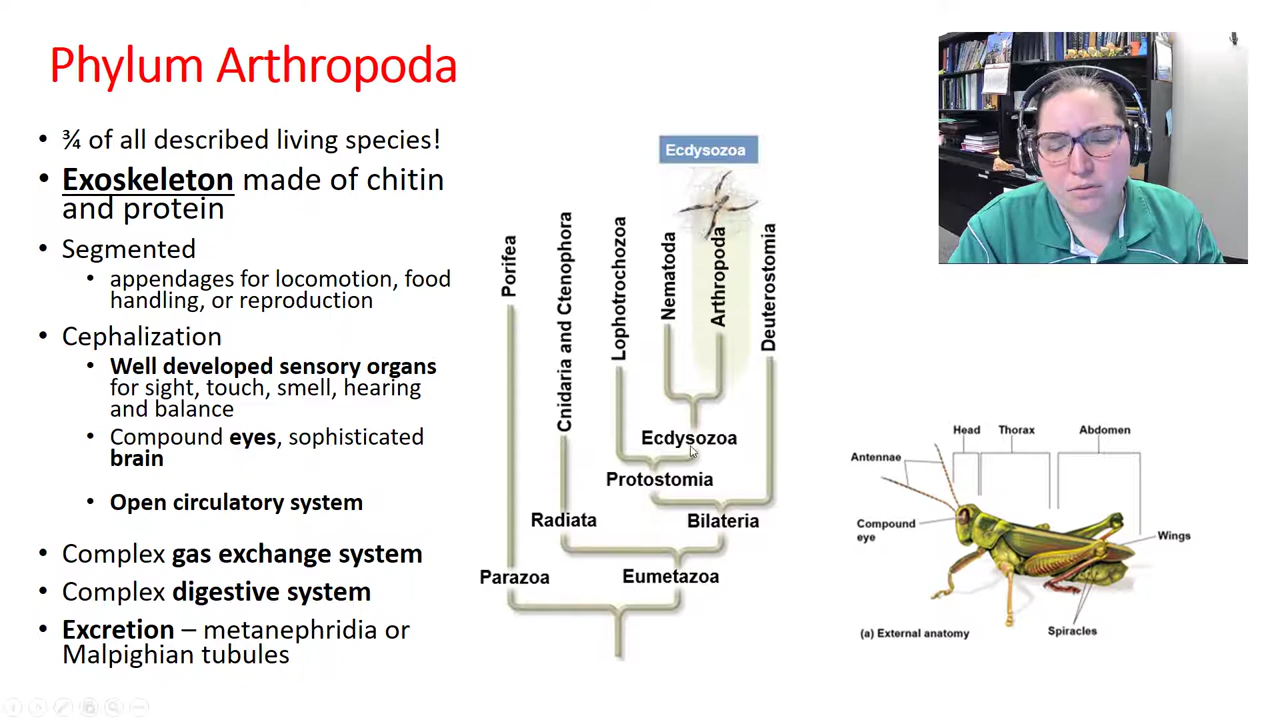 Phylum Arthropoda
• ¾ of all described living species!
• Exoskeleton made of chitin
and protein
• Segmented
• appendages for locomotion, food
handling, or reproduction
• Cephalization
• Well developed sensory organs
for sight, touch, smell, hearing
and balance
• Compound eyes, sophisticated
brain
• Open circulatory system
• Complex gas exchange system
• Complex digestive system
• Excretion – metanephridia or
Malpighian tubules
Ecdysozoa
Porifea
Cnidaria and Ctenophora
Lophotrochozoa
Nematoda
Arthropoda
Deuterostomia
Ecdysozoa
Protostomia
Radiata
Bilateria
Parazoa
Eumetazoa
Head
Thorax
Abdomen
Antennae
Compound
eye
Wings
Spiracles
(a) External anatomy